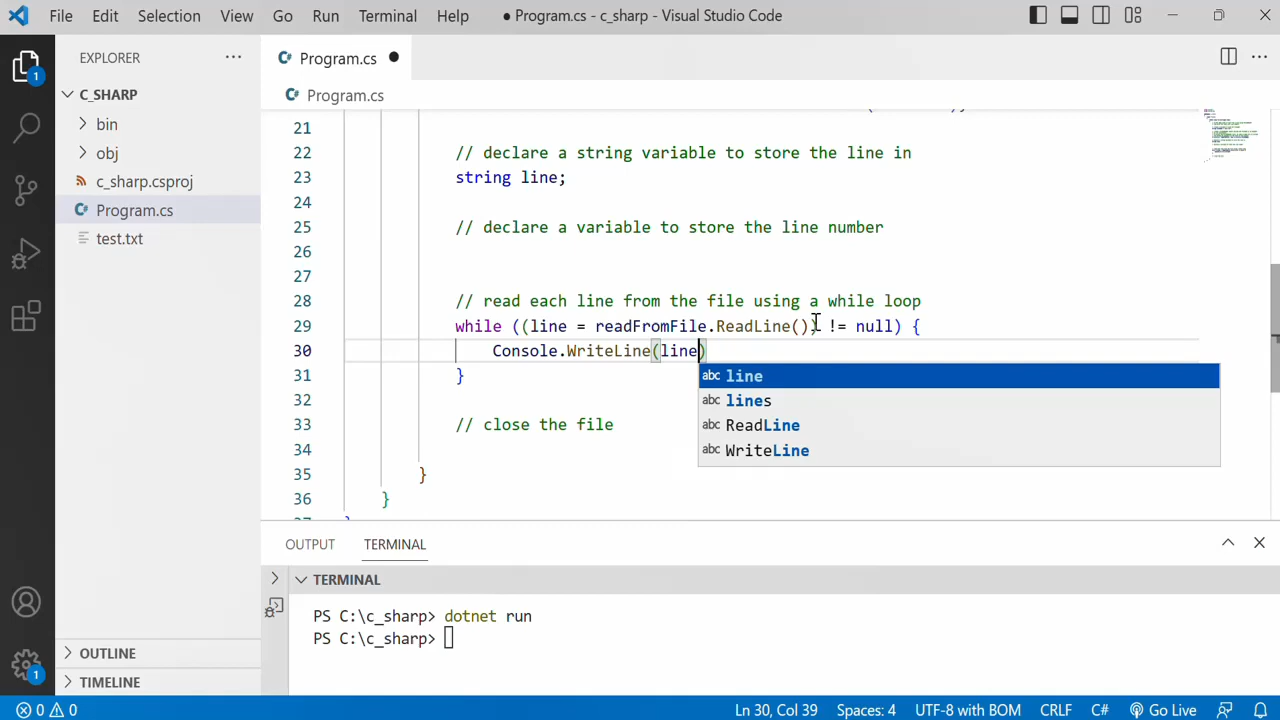 File Edit Selection View Go Run Terminal Help ● Program.cs - c_sharp - Visual Studio Code
EXPLORER ···
Program.cs ●
C_SHARP
Program.cs
bin
obj
c_sharp.csproj
Program.cs
test.txt
21
22 // declare a string variable to store the line in
23 string line;
24
25 // declare a variable to store the line number
26
27
28 // read each line from the file using a while loop
29 while ((line = readFromFile.ReadLine()) != null) {
30 Console.WriteLine(line)
31 }
32
33 // close the file
34
35 }
36 }
abc line
abc lines
abc ReadLine
abc WriteLine
OUTPUT TERMINAL
TERMINAL
PS C:\c_sharp> dotnet run
PS C:\c_sharp>
OUTLINE
TIMELINE
1
1
0 0 Ln 30, Col 39 Spaces: 4 UTF-8 with BOM CRLF C# Go Live